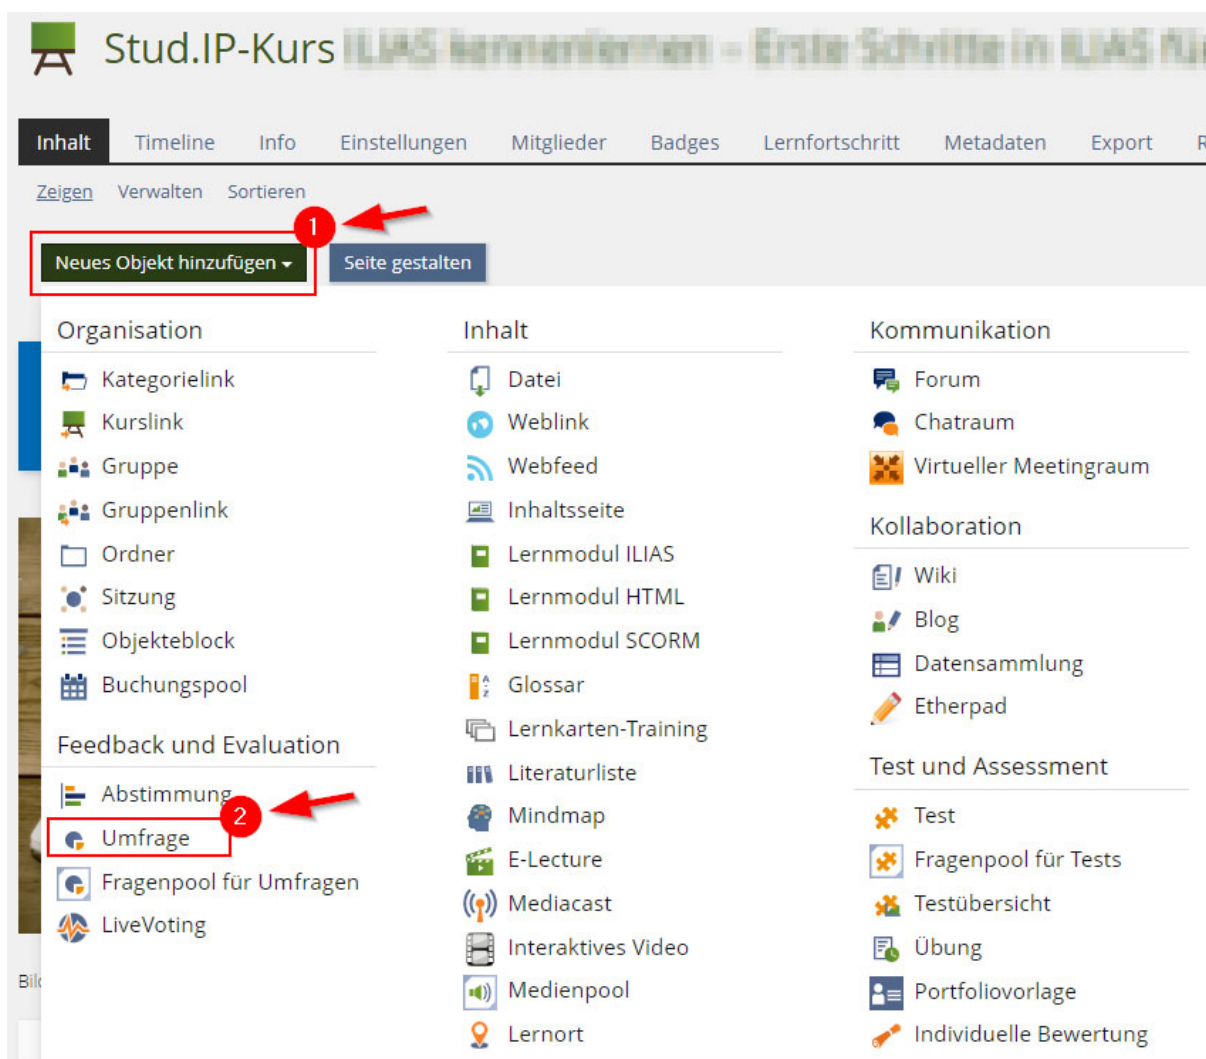 Stud.IP-Kurs
Inhalt Timeline Info Einstellungen Mitglieder Badges Lernfortschritt Metadaten Export
Zeigen Verwalten Sortieren
1
Neues Objekt hinzufügen Seite gestalten
Organisation
Kategorielink
Kurslink
Gruppe
Gruppenlink
Ordner
Sitzung
Objekteblock
Buchungspool
Feedback und Evaluation
Abstimmung
2
Umfrage
Fragenpool für Umfragen
LiveVoting
Inhalt
Datei
Weblink
Webfeed
Inhaltsseite
Lernmodul ILIAS
Lernmodul HTML
Lernmodul SCORM
Glossar
Lernkarten-Training
Literaturliste
Mindmap
E-Lecture
Mediacast
Interaktives Video
Medienpool
Lernort
Kommunikation
Forum
Chatraum
Virtueller Meetingraum
Kollaboration
Wiki
Blog
Datensammlung
Etherpad
Test und Assessment
Test
Fragenpool für Tests
Testübersicht
Übung
Portfoliovorlage
Individuelle Bewertung